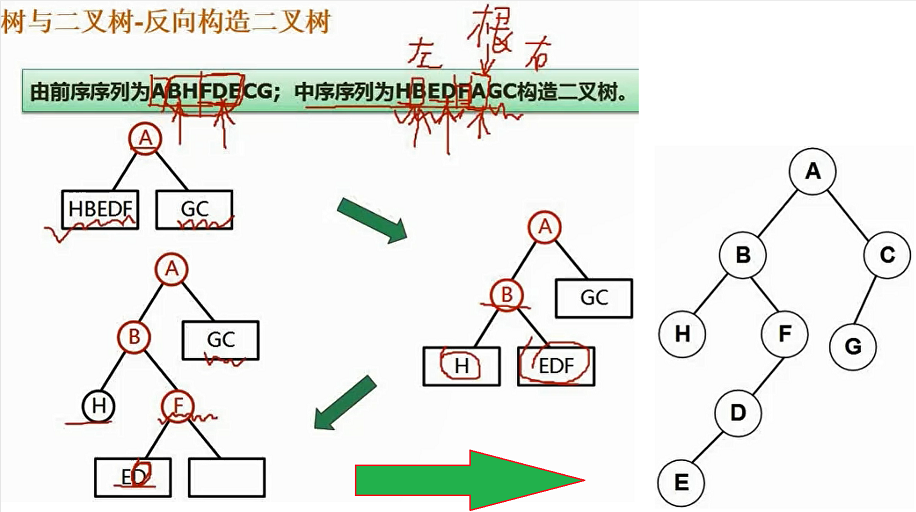 树与二叉树-反向构造二叉树
左 根 右
由前序序列为ABHFDECG；中序序列为HBEDFAGC构造二叉树。
A
HBEDF GC
A
B GC
H EDF
A
B GC
H F
ED
A
B C
H F G
D
E